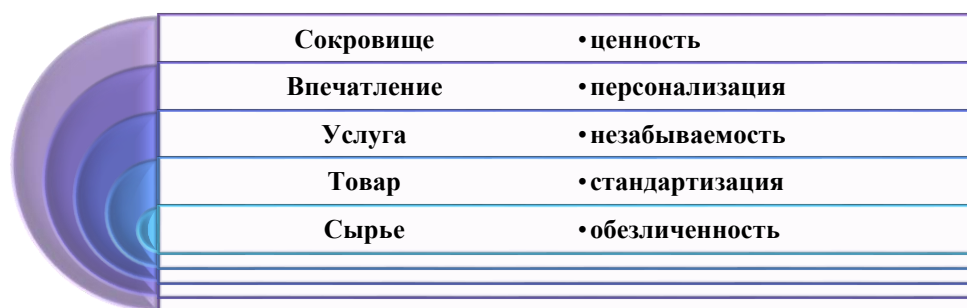 Сокровище •ценность
Впечатление •персонализация
Услуга •незабываемость
Товар •стандартизация
Сырье •обезличенность